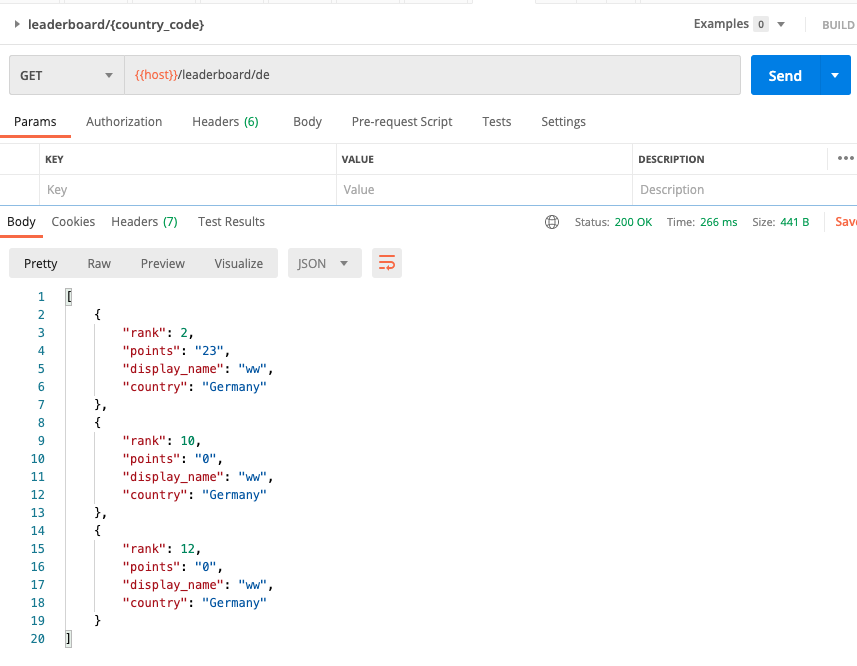 leaderboard/{country_code} Examples 0 BUILD
GET {{host}}/leaderboard/de Send
Params Authorization Headers (6) Body Pre-request Script Tests Settings
KEY VALUE DESCRIPTION •••
Key Value Description
Body Cookies Headers (7) Test Results Status: 200 OK Time: 266 ms Size: 441 B Save
Pretty Raw Preview Visualize JSON
1 [
2 {
3 "rank": 2,
4 "points": "23",
5 "display_name": "ww",
6 "country": "Germany"
7 },
8 {
9 "rank": 10,
10 "points": "0",
11 "display_name": "ww",
12 "country": "Germany"
13 },
14 {
15 "rank": 12,
16 "points": "0",
17 "display_name": "ww",
18 "country": "Germany"
19 }
20 ]